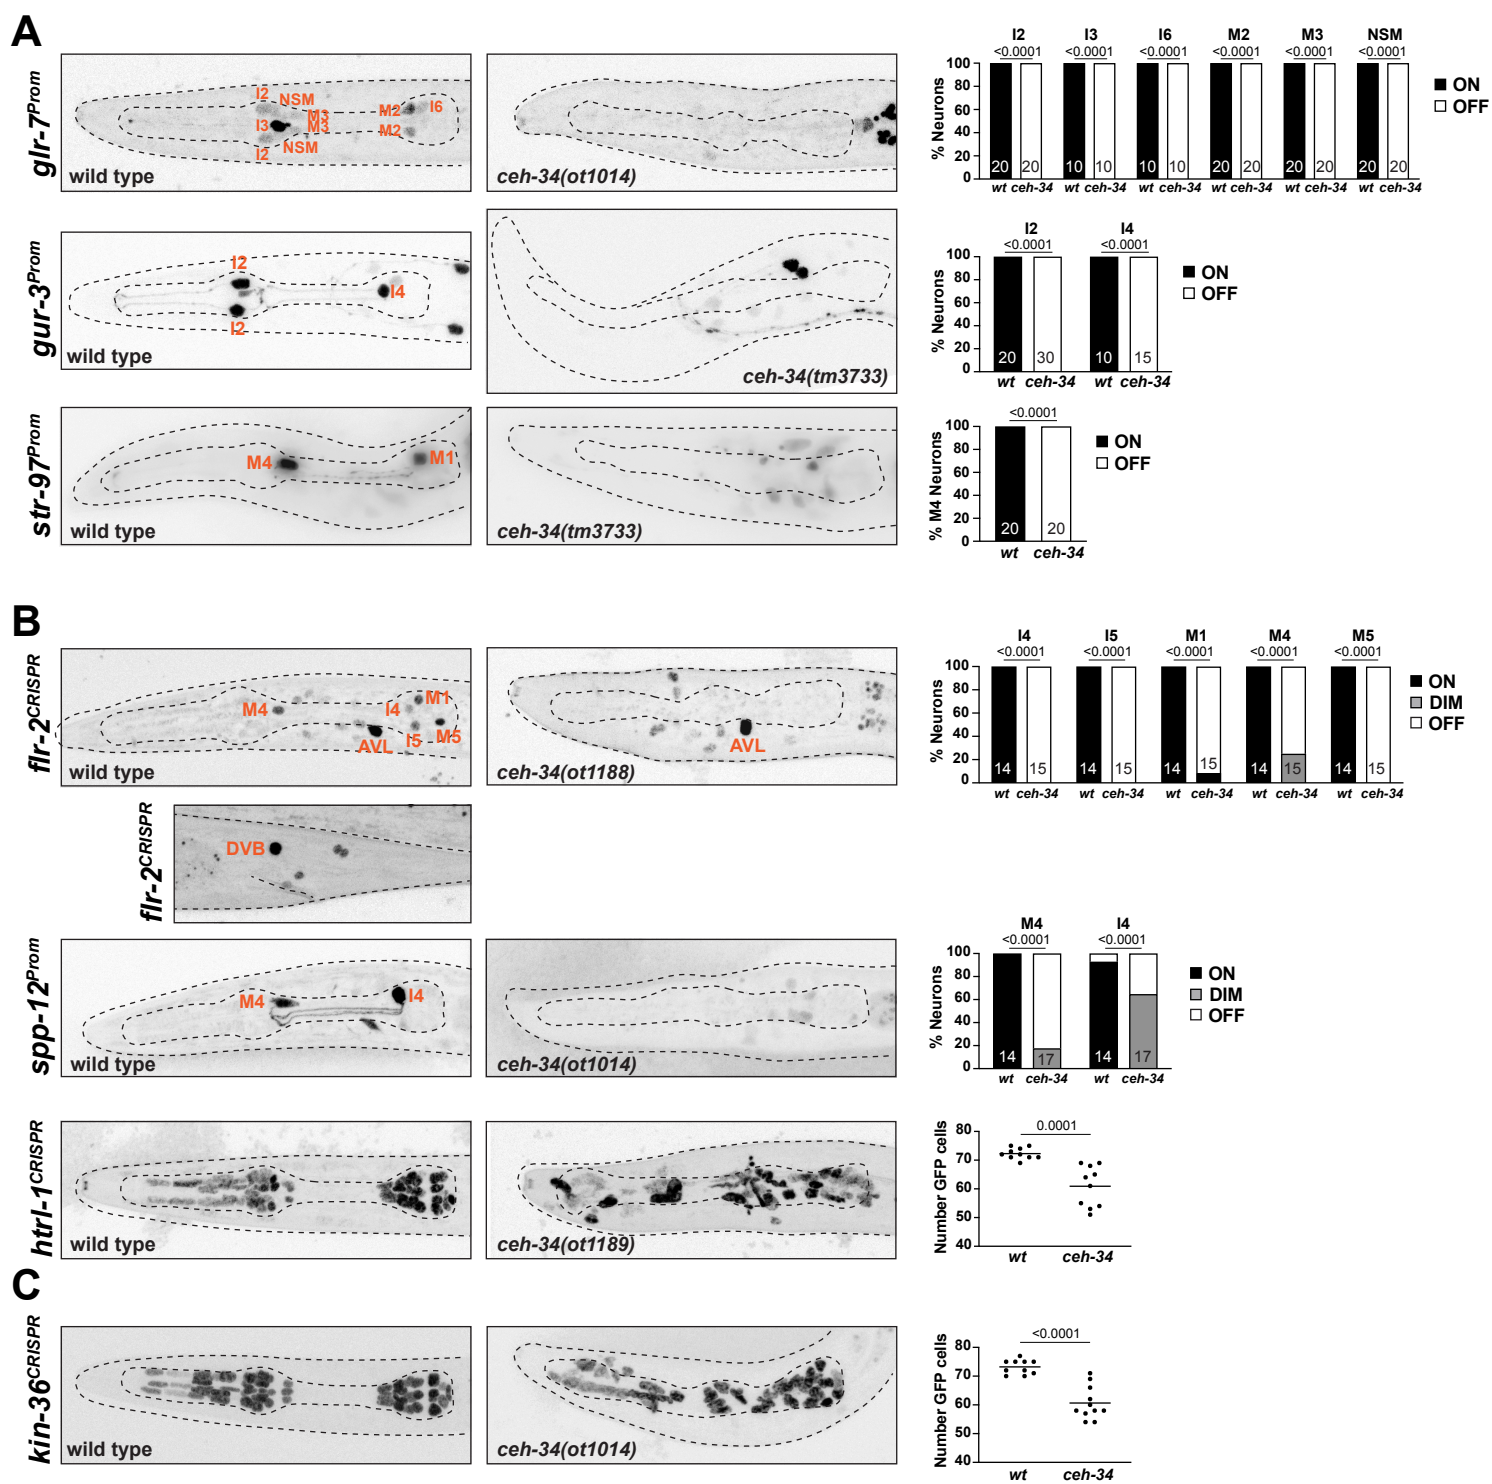 A
glr-7Prom
I2
NSM
M3
I3
M3
M2
I6
M2
NSM
I2
wild type
ceh-34(ot1014)
I2 I3 I6 M2 M3 NSM
<0.0001 <0.0001 <0.0001 <0.0001 <0.0001 <0.0001
% Neurons
100
80
60
40
20
0
20 20 10 10 10 10 20 20 20 20 20 20
wt ceh-34 wt ceh-34 wt ceh-34 wt ceh-34 wt ceh-34 wt ceh-34
ON
OFF
gur-3Prom
I2
I4
I2
wild type
ceh-34(tm3733)
I2 I4
<0.0001 <0.0001
% Neurons
100
80
60
40
20
0
20 30 10 15
wt ceh-34 wt ceh-34
ON
OFF
str-97Prom
M4
M1
wild type
ceh-34(tm3733)
<0.0001
% M4 Neurons
100
80
60
40
20
0
20 20
wt ceh-34
ON
OFF
B
flr-2CRISPR
M4
I4
M1
AVL
I5
M5
wild type
AVL
ceh-34(ot1188)
I4 I5 M1 M4 M5
<0.0001 <0.0001 <0.0001 <0.0001 <0.0001
% Neurons
100
80
60
40
20
0
14 15 14 15 14 15 14 15 14 15
wt ceh-34 wt ceh-34 wt ceh-34 wt ceh-34 wt ceh-34
ON
DIM
OFF
flr-2CRISPR
DVB
spp-12Prom
M4
I4
wild type
ceh-34(ot1014)
M4 I4
<0.0001 <0.0001
% Neurons
100
80
60
40
20
0
14 17 14 17
wt ceh-34 wt ceh-34
ON
DIM
OFF
htrl-1CRISPR
wild type
ceh-34(ot1189)
0.0001
Number GFP cells
80
70
60
50
40
wt ceh-34
C
kin-36CRISPR
wild type
ceh-34(ot1014)
<0.0001
Number GFP cells
80
70
60
50
40
wt ceh-34